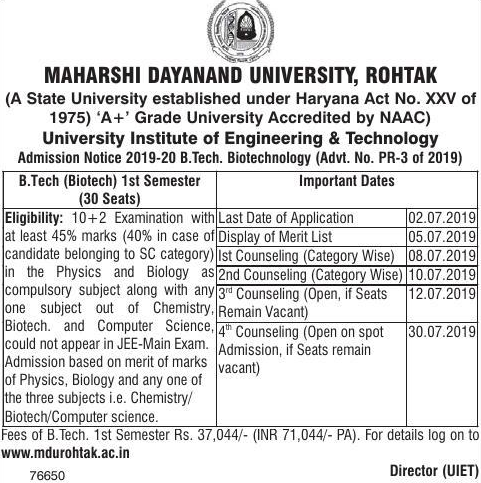 MAHARSHI DAYANAND UNIVERSITY, ROHTAK
(A State University established under Haryana Act No. XXV of
1975) ‘A+’ Grade University Accredited by NAAC)
University Institute of Engineering & Technology
Admission Notice 2019-20 B.Tech. Biotechnology (Advt. No. PR-3 of 2019)
B.Tech (Biotech) 1st Semester
(30 Seats)
Eligibility: 10+2 Examination with
at least 45% marks (40% in case of
candidate belonging to SC category)
in the Physics and Biology as
compulsory subject along with any
one subject out of Chemistry,
Biotech. and Computer Science,
could not appear in JEE-Main Exam.
Admission based on merit of marks
of Physics, Biology and any one of
the three subjects i.e. Chemistry/
Biotech/Computer science.
Important Dates
Last Date of Application 02.07.2019
Display of Merit List 05.07.2019
Ist Counseling (Category Wise) 08.07.2019
2nd Counseling (Category Wise) 10.07.2019
3rd Counseling (Open, if Seats 12.07.2019
Remain Vacant)
4th Counseling (Open on spot 30.07.2019
Admission, if Seats remain
vacant)
Fees of B.Tech. 1st Semester Rs. 37,044/- (INR 71,044/- PA). For details log on to
www.mdurohtak.ac.in
76650
Director (UIET)